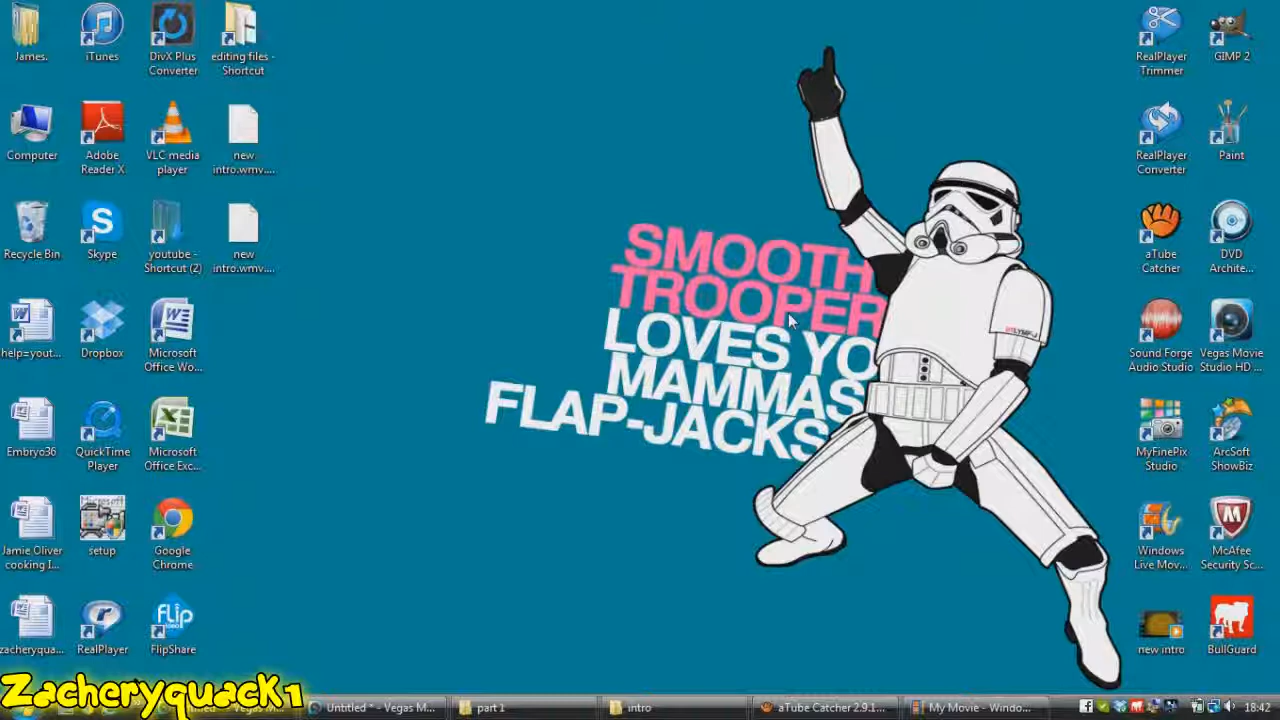 James.
iTunes
DivX Plus
Converter
editing files -
Shortcut
RealPlayer
Trimmer
GIMP 2
Computer
Adobe
Reader X
VLC media
player
new
intro.wmv....
RealPlayer
Converter
Paint
Recycle Bin
Skype
youtube -
Shortcut (2)
new
intro.wmv....
aTube
Catcher
DVD
Archite...
SMOOTH
TROOPER
LOVES YO
MAMMAS
FLAP-JACKS
help=yout...
Dropbox
Microsoft
Office Wo...
Sound Forge
Audio Studio
Vegas Movie
Studio HD ...
Embryo36
QuickTime
Player
Microsoft
Office Exc...
MyFinePix
Studio
ArcSoft
ShowBiz
Jamie Oliver
cooking I...
setup
Google
Chrome
Windows
Live Mov...
McAfee
Security Sc...
zacheryqua...
RealPlayer
flip
FlipShare
new intro
BullGuard
Zacheryquack1
Untitled * - Vegas M...
part 1
intro
aTube Catcher 2.9.1...
My Movie - Windo...
18:42